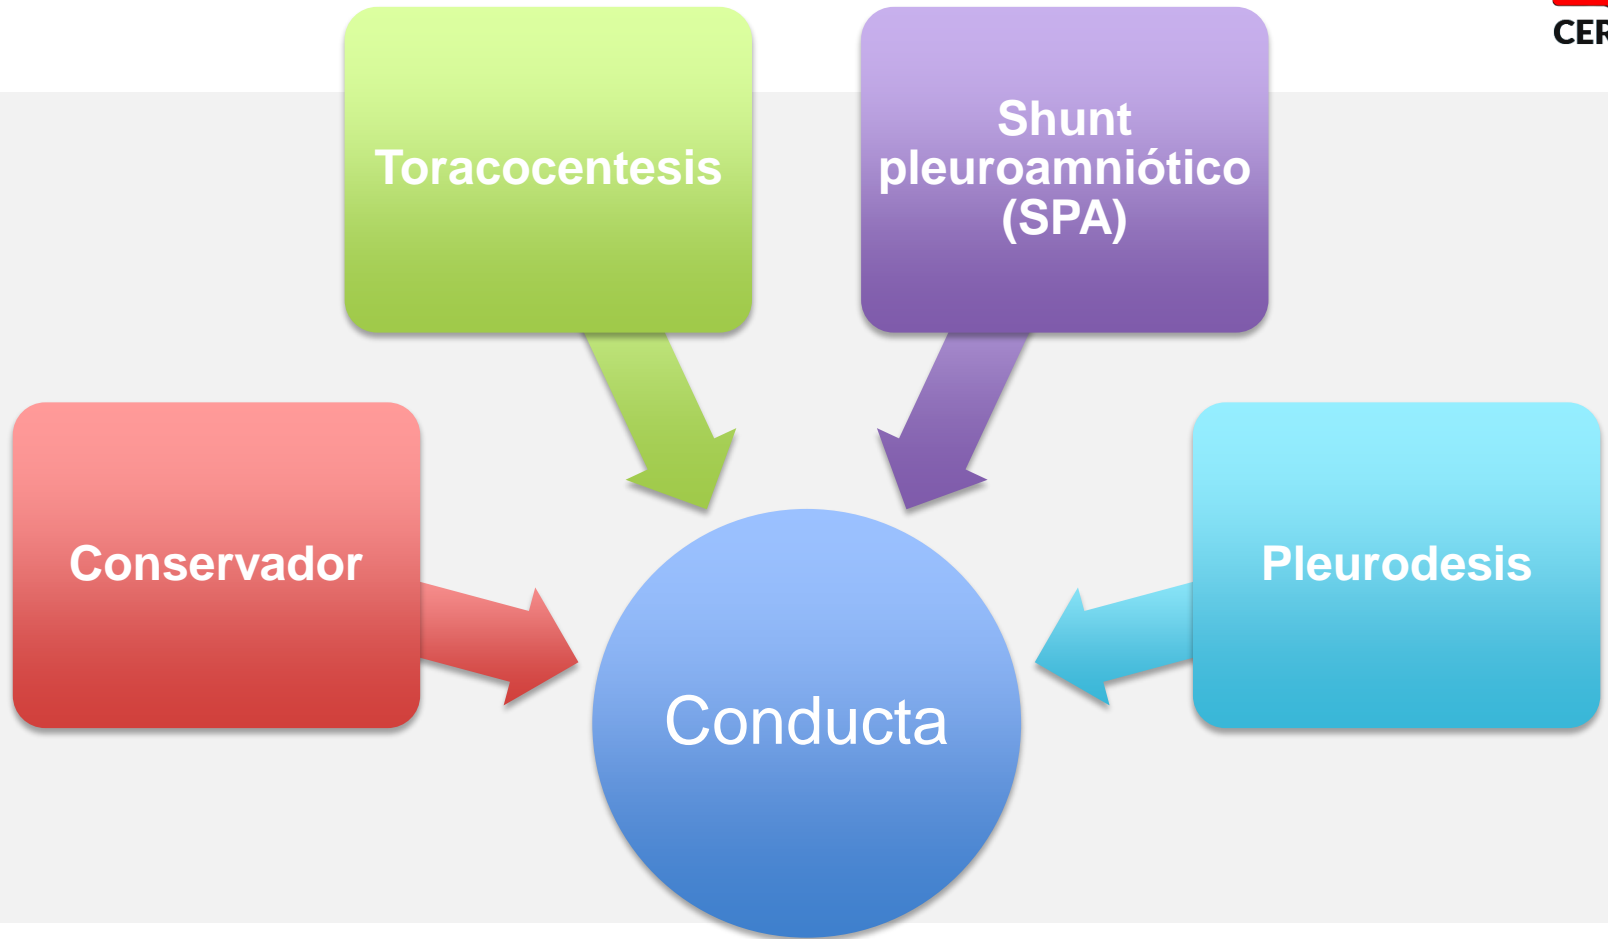 Toracocentesis
Shunt
pleuroamniótico
(SPA)
Conservador
Pleurodesis
Conducta